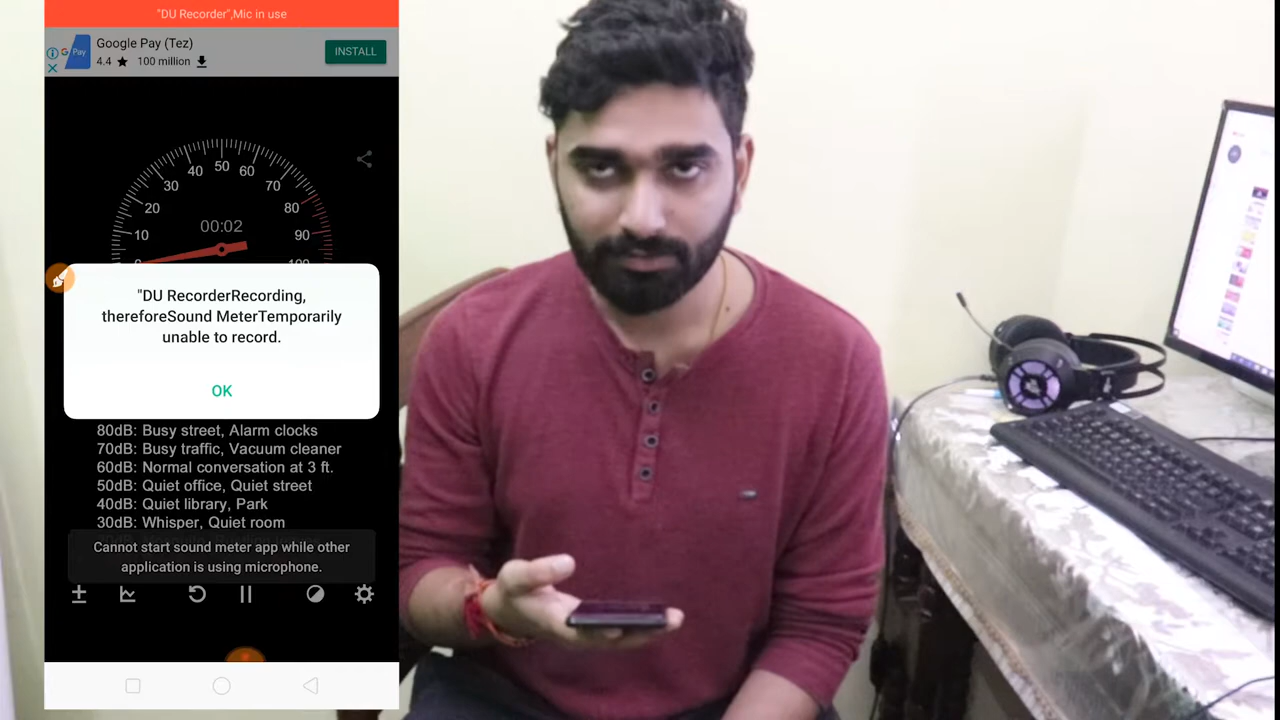 "DU Recorder",Mic in use
Google Pay (Tez)
4.4 ★ 100 million
INSTALL
G Pay
50
40
60
30
70
20
80
00:02
10
90
"DU RecorderRecording,
thereforeSound MeterTemporarily
unable to record.
OK
80dB: Busy street, Alarm clocks
70dB: Busy traffic, Vacuum cleaner
60dB: Normal conversation at 3 ft.
50dB: Quiet office, Quiet street
40dB: Quiet library, Park
30dB: Whisper, Quiet room
Cannot start sound meter app while other
application is using microphone.